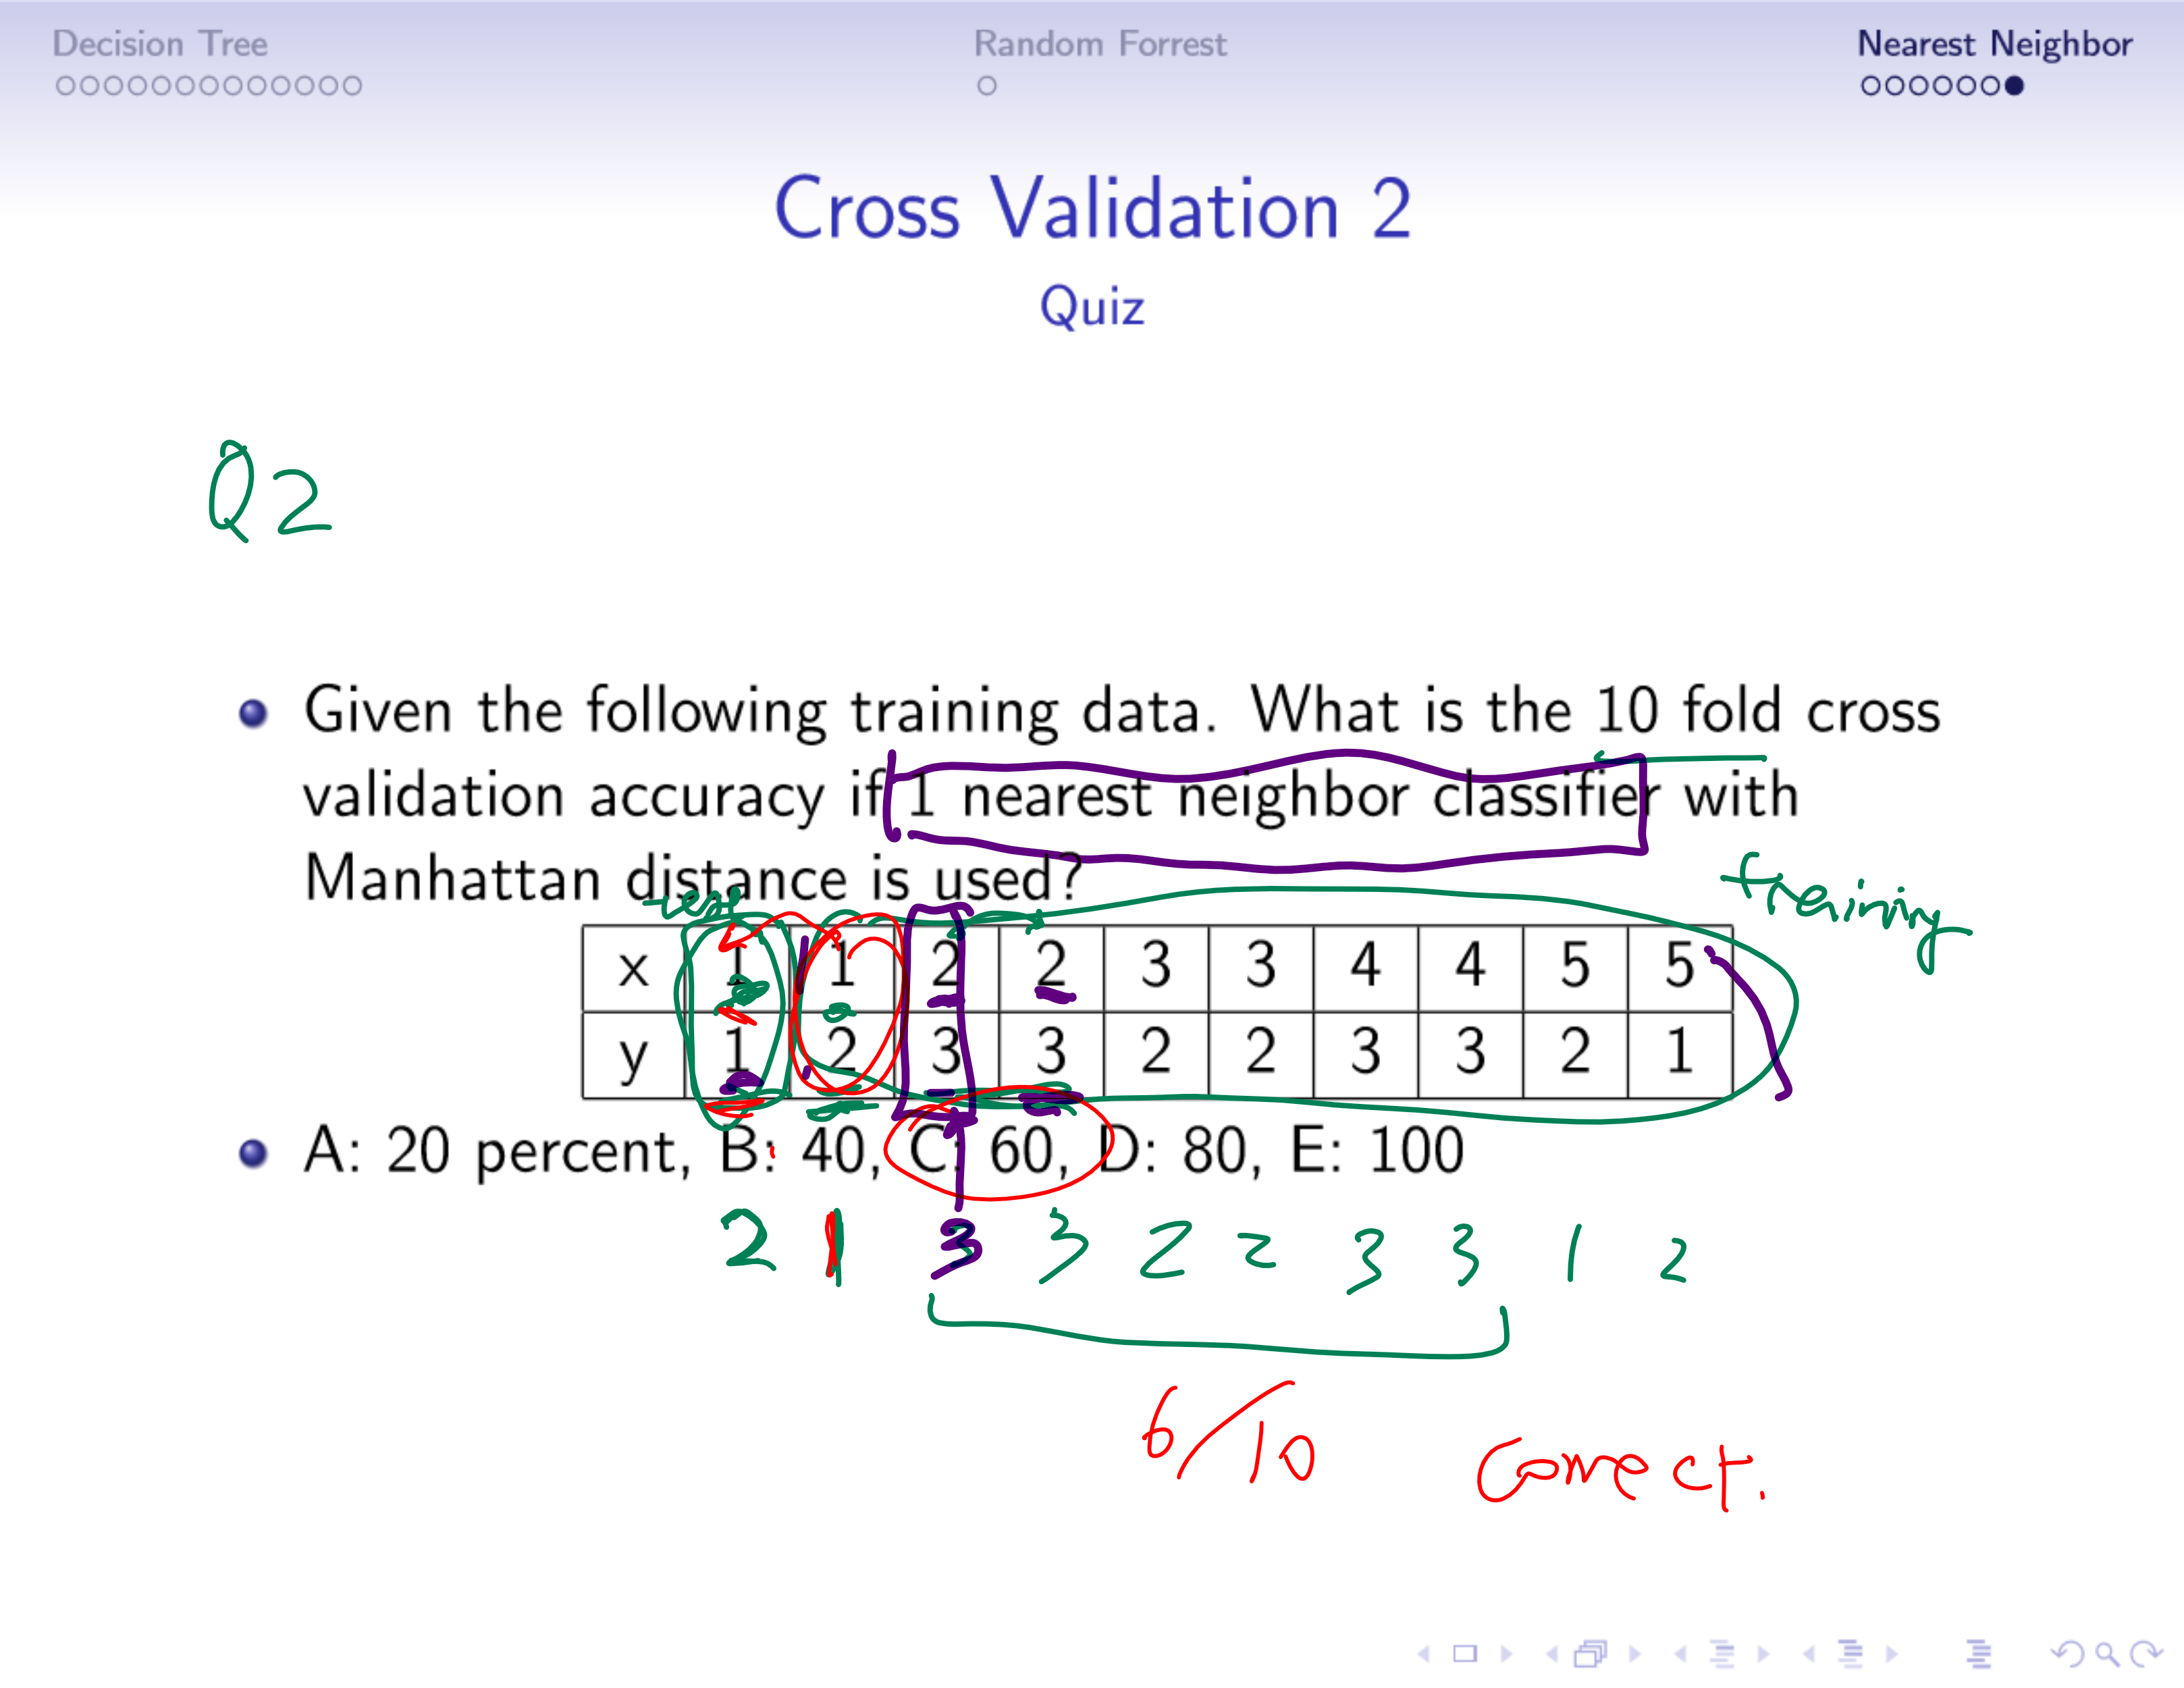 Decision Tree Random Forrest Nearest Neighbor
Cross Validation 2
Quiz
Q2
Given the following training data. What is the 10 fold cross
validation accuracy if 1 nearest neighbor classifier with
Manhattan distance is used?
test training
x 1 1 2 2 3 3 4 4 5 5
y 1 2 3 3 2 2 3 3 2 1
A: 20 percent, B: 40, C: 60, D: 80, E: 100
2 1 3 3 2 2 3 3 1 2
6/10 correct.